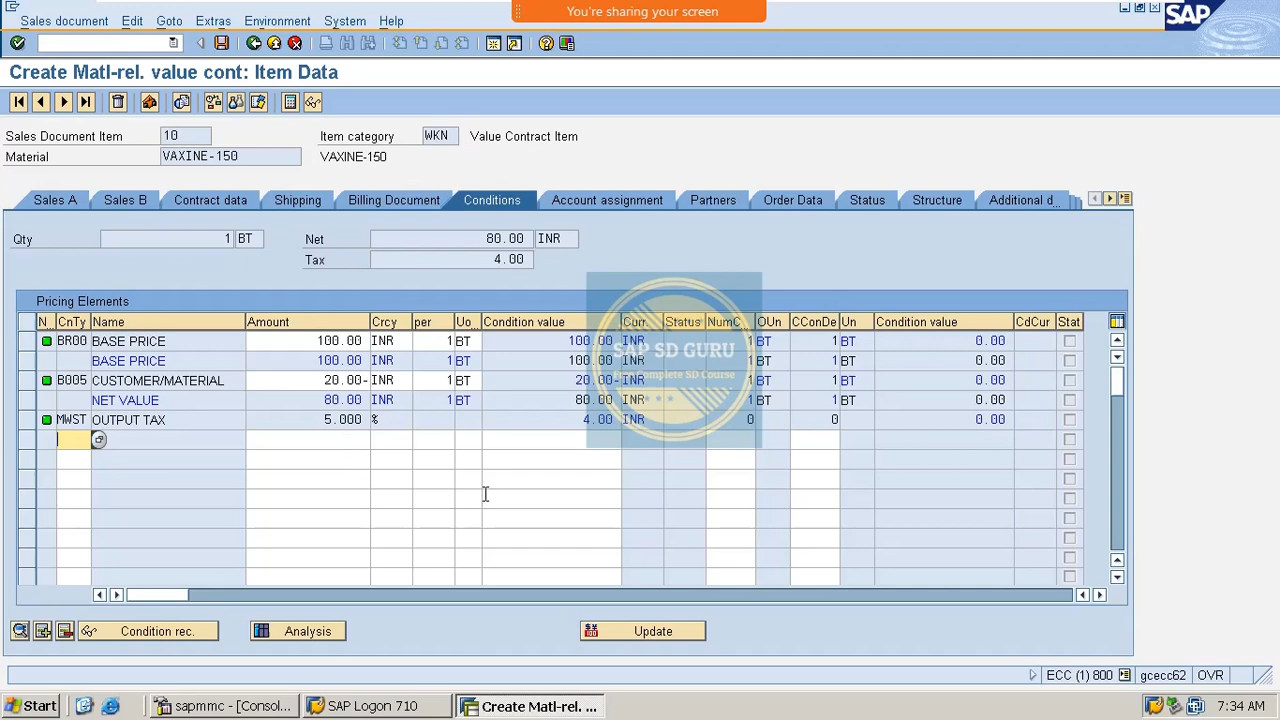 You're sharing your screen
Sales document Edit Goto Extras Environment System Help
SAP
Create Matl-rel. value cont: Item Data
Sales Document Item 10 Item category WKN Value Contract Item
Material VAXINE-150 VAXINE-150
Sales A Sales B Contract data Shipping Billing Document Conditions Account assignment Partners Order Data Status Structure Additional d...
Qty 1 BT Net 80.00 INR
Tax 4.00
Pricing Elements
N.. CnTy Name Amount Crcy per Uo... Condition value Curr. Status NumC... OUn CConDe Un Condition value CdCur Stat
BR00 BASE PRICE 100.00 INR 1 BT 100.00 INR 1 BT 1 BT 0.00
BASE PRICE 100.00 INR 1 BT 100.00 INR 1 BT 1 BT 0.00
B005 CUSTOMER/MATERIAL 20.00- INR 1 BT 20.00- INR 1 BT 1 BT 0.00
NET VALUE 80.00 INR 1 BT 80.00 INR 1 BT 1 BT 0.00
MWST OUTPUT TAX 5.000 % 4.00 INR 0 0 0.00
SAP SD GURU
Free Complete SD Course
Condition rec. Analysis Update
ECC (1) 800 gcecc62 OVR
Start sapmmc - [Consol... SAP Logon 710 Create Matl-rel. ... 7:34 AM